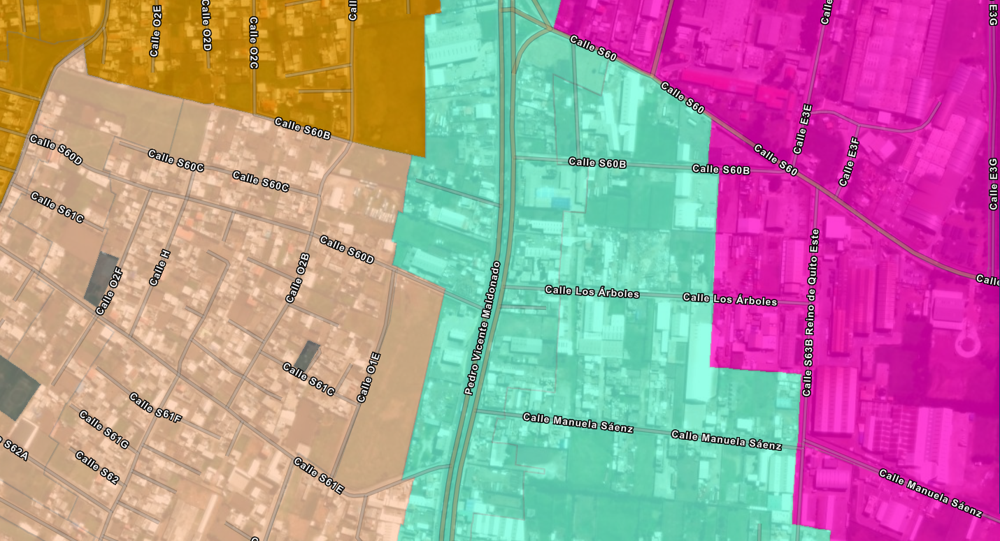 Calle O2E
Calle O2D
Calle O2C
Call
Calle
E3G
Calle S60
Calle S60
Calle E3E
Calle S60B
Calle S60D
Calle S60C
Calle S60C
Calle S60B
Calle S60B
Calle S60
Calle E3F
Calle E3G
Calle S61C
Calle S60D
Calle H
Calle O2B
Calle O2F
Pedro Vicente Maldonado
Calle Los Árboles
Calle Los Árboles
Calle
Calle S63B Reino de Quito Este
Calle S61C
Calle O1E
Calle S61F
Calle S61G
Calle Manuela Sáenz
Calle Manuela Sáenz
S62A
Calle S62
Calle S61E
Calle Manuela Sáenz